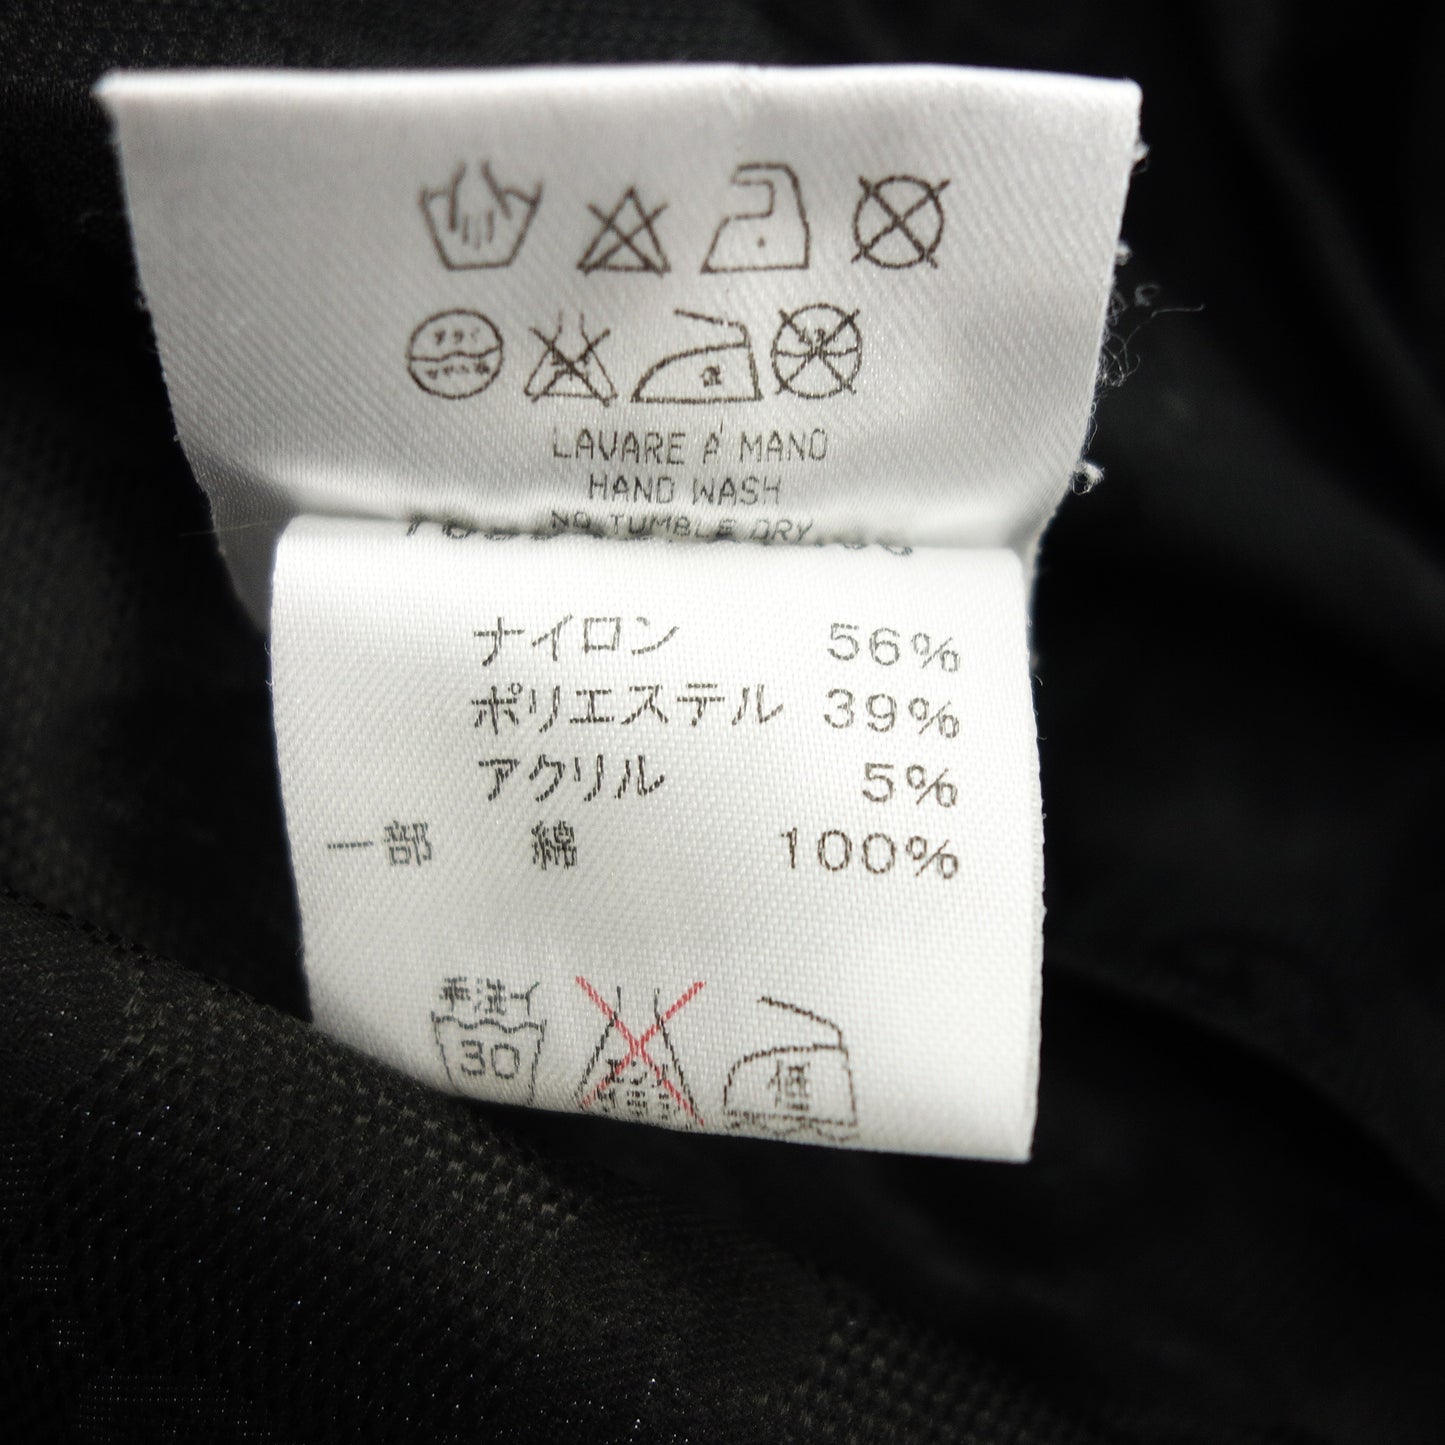 LAVARE A' MANO
HAND WASH
NO TUMBLE DRY
ナイロン 56%
ポリエステル 39%
アクリル 5%
一部 綿 100%
手洗イ
30
低